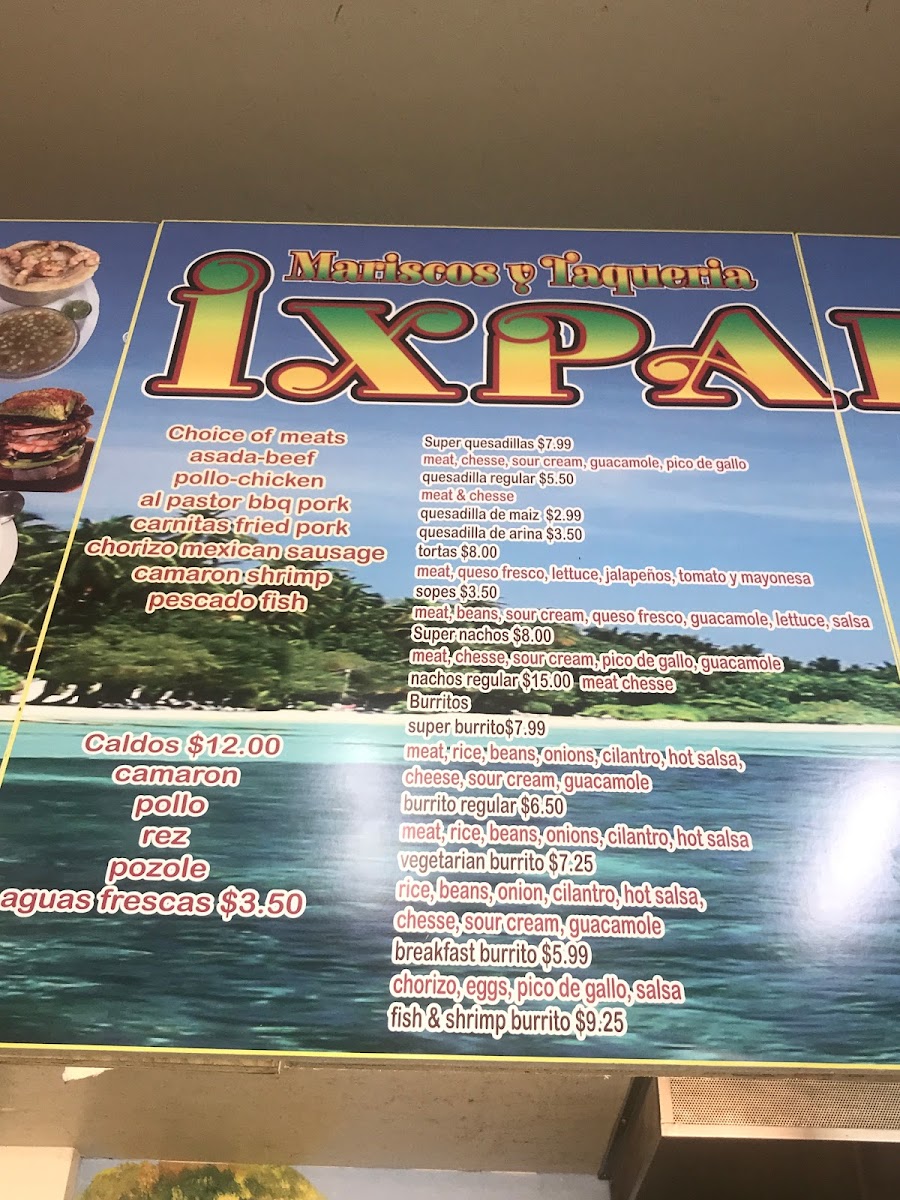 Mariscos y Taqueria
Choice of meats
asada-beef
pollo-chicken
al pastor bbq pork
carnitas fried pork
chorizo mexican sausage
camaron shrimp
pescado fish
Caldos $12.00
camaron
pollo
rez
pozole
aguas frescas $3.50
Super quesadillas $7.99
meat, chesse, sour cream, guacamole, pico de gallo
quesadilla regular $5.50
meat & chesse
quesadilla de maiz $2.99
quesadilla de arina $3.50
tortas $8.00
meat, queso fresco, lettuce, jalapeños, tomato y mayonesa
sopes $3.50
meat, beans, sour cream, queso fresco, guacamole, lettuce, salsa
Super nachos $8.00
meat, chesse, sour cream, pico de gallo, guacamole
nachos regular $15.00 meat chesse
Burritos
super burrito$7.99
meat, rice, beans, onions, cilantro, hot salsa,
cheese, sour cream, guacamole
burrito regular $6.50
meat, rice, beans, onions, cilantro, hot salsa
vegetarian burrito $7.25
rice, beans, onion, cilantro, hot salsa,
chesse, sour cream, guacamole
breakfast burrito $5.99
chorizo, eggs, pico de gallo, salsa
fish & shrimp burrito $9.25